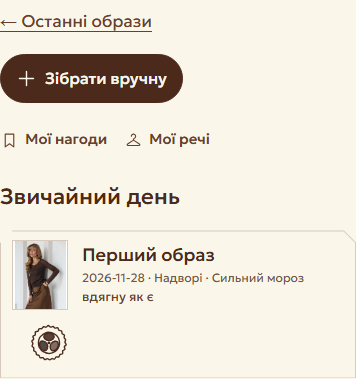 ← Останні образи
Зібрати вручну
Мої нагоди Мої речі
Звичайний день
Перший образ
2026-11-28 · Надворі · Сильний мороз
вдягну як є